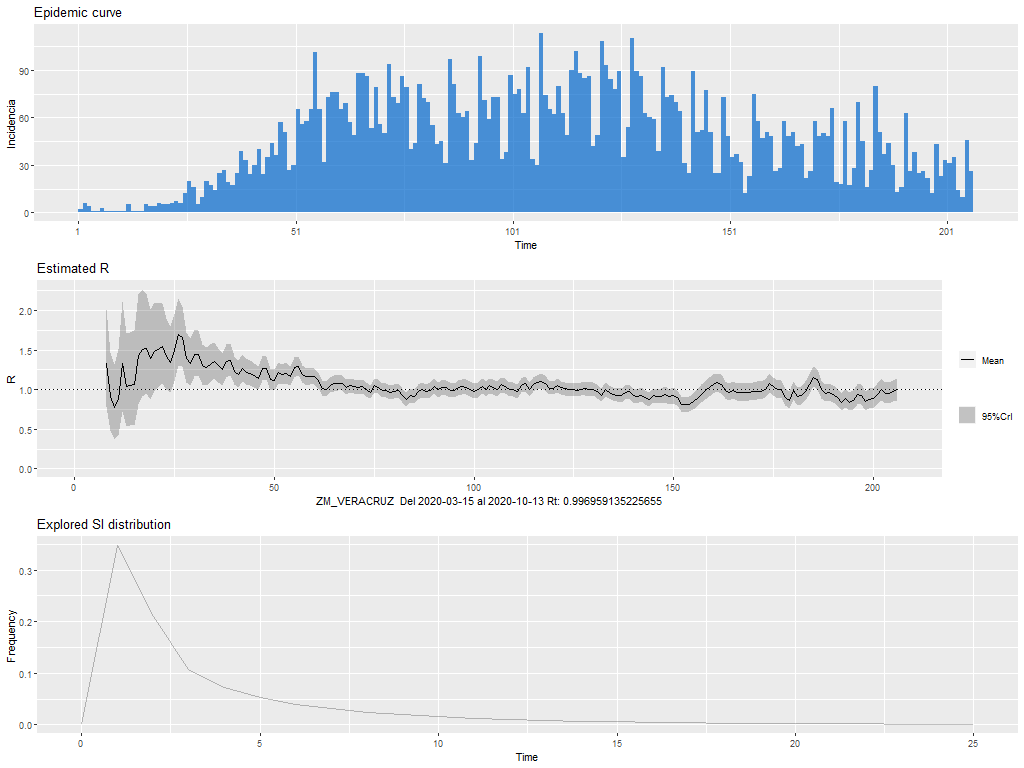 Epidemic curve
Incidencia
90
60
30
0
1 51 101 151 201
Time
Estimated R
R
2.0
1.5
1.0
0.5
0.0
0 50 100 150 200
ZM_VERACRUZ Del 2020-03-15 al 2020-10-13 Rt: 0.996959135225655
Mean
95%CrI
Explored SI distribution
Frequency
0.3
0.2
0.1
0.0
0 5 10 15 20 25
Time